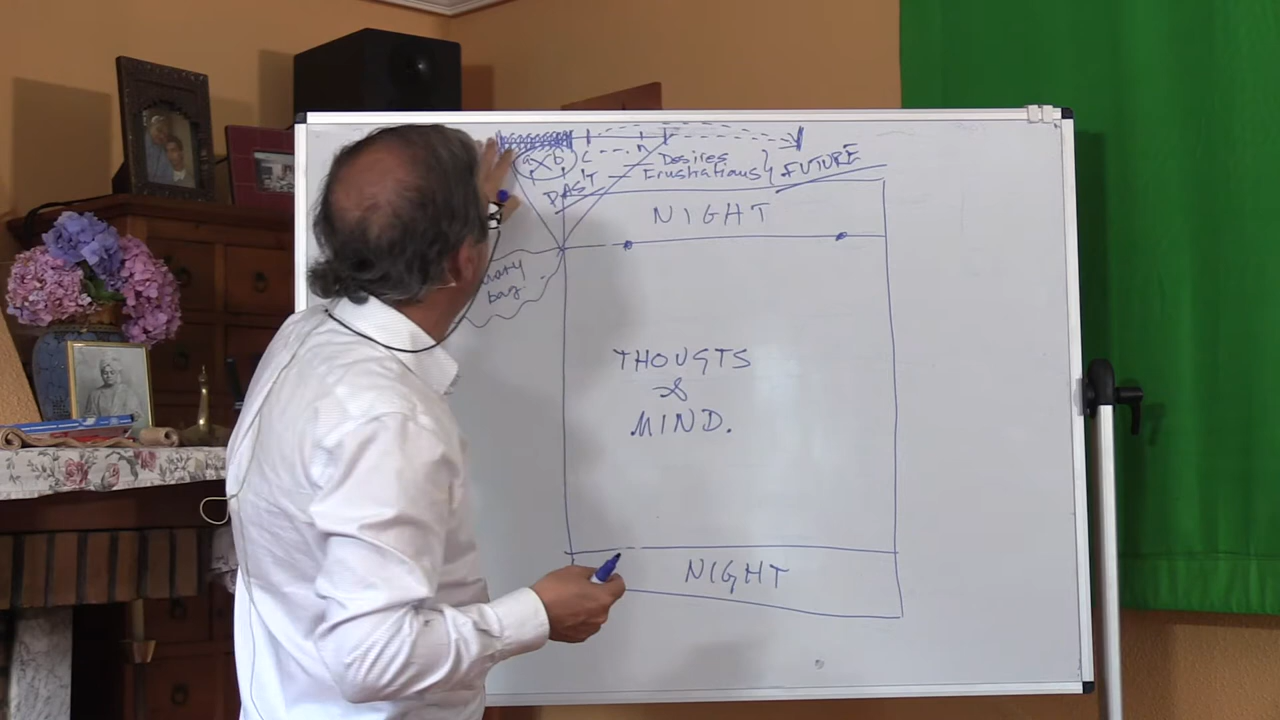 a b c - - - n - Desires
PAST - Frustrations } FUTURE
NIGHT
bag
THOUGTS
&
MIND.
NIGHT